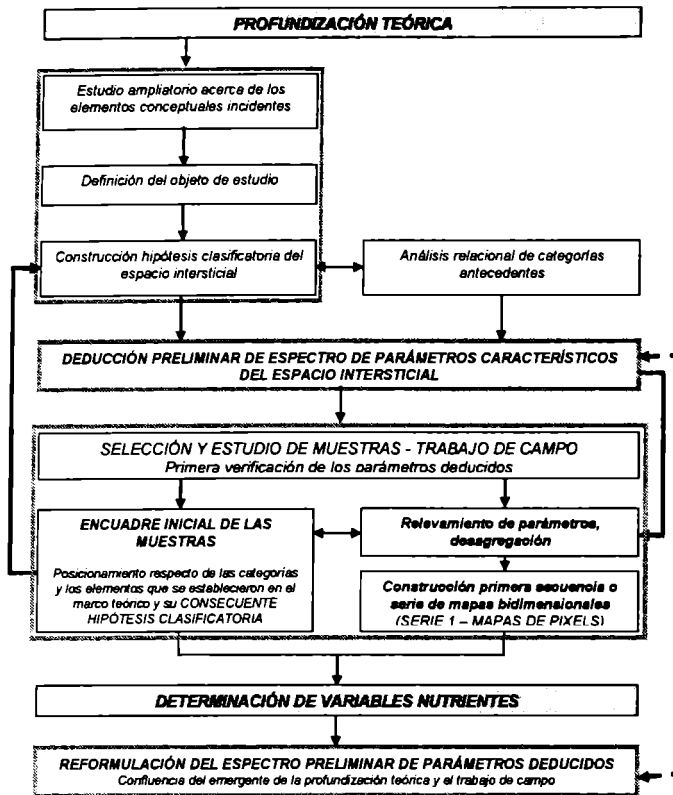 PROFUNDIZACIÓN TEÓRICA
Estudio ampliatorio acerca de los
elementos conceptuales incidentes
Definición del objeto de estudio
Construcción hipótesis clasificatoria del
espacio intersticial
Análisis relacional de categorías
antecedentes
DEDUCCIÓN PRELIMINAR DE ESPECTRO DE PARÁMETROS CARACTERÍSTICOS
DEL ESPACIO INTERSTICIAL
SELECCIÓN Y ESTUDIO DE MUESTRAS - TRABAJO DE CAMPO
Primera verificación de los parámetros deducidos
ENCUADRE INICIAL DE LAS
MUESTRAS
Posicionamiento respecto de las categorías
y los elementos que se establecieron en el
marco teórico y su CONSECUENTE
HIPÓTESIS CLASIFICATORIA
Relevamiento de parámetros,
desagregación
Construcción primera secuencia o
serie de mapas bidimensionales
(SERIE 1 – MAPAS DE PIXELS)
DETERMINACIÓN DE VARIABLES NUTRIENTES
REFORMULACIÓN DEL ESPECTRO PRELIMINAR DE PARÁMETROS DEDUCIDOS
Confluencia del emergente de la profundización teórica y el trabajo de campo